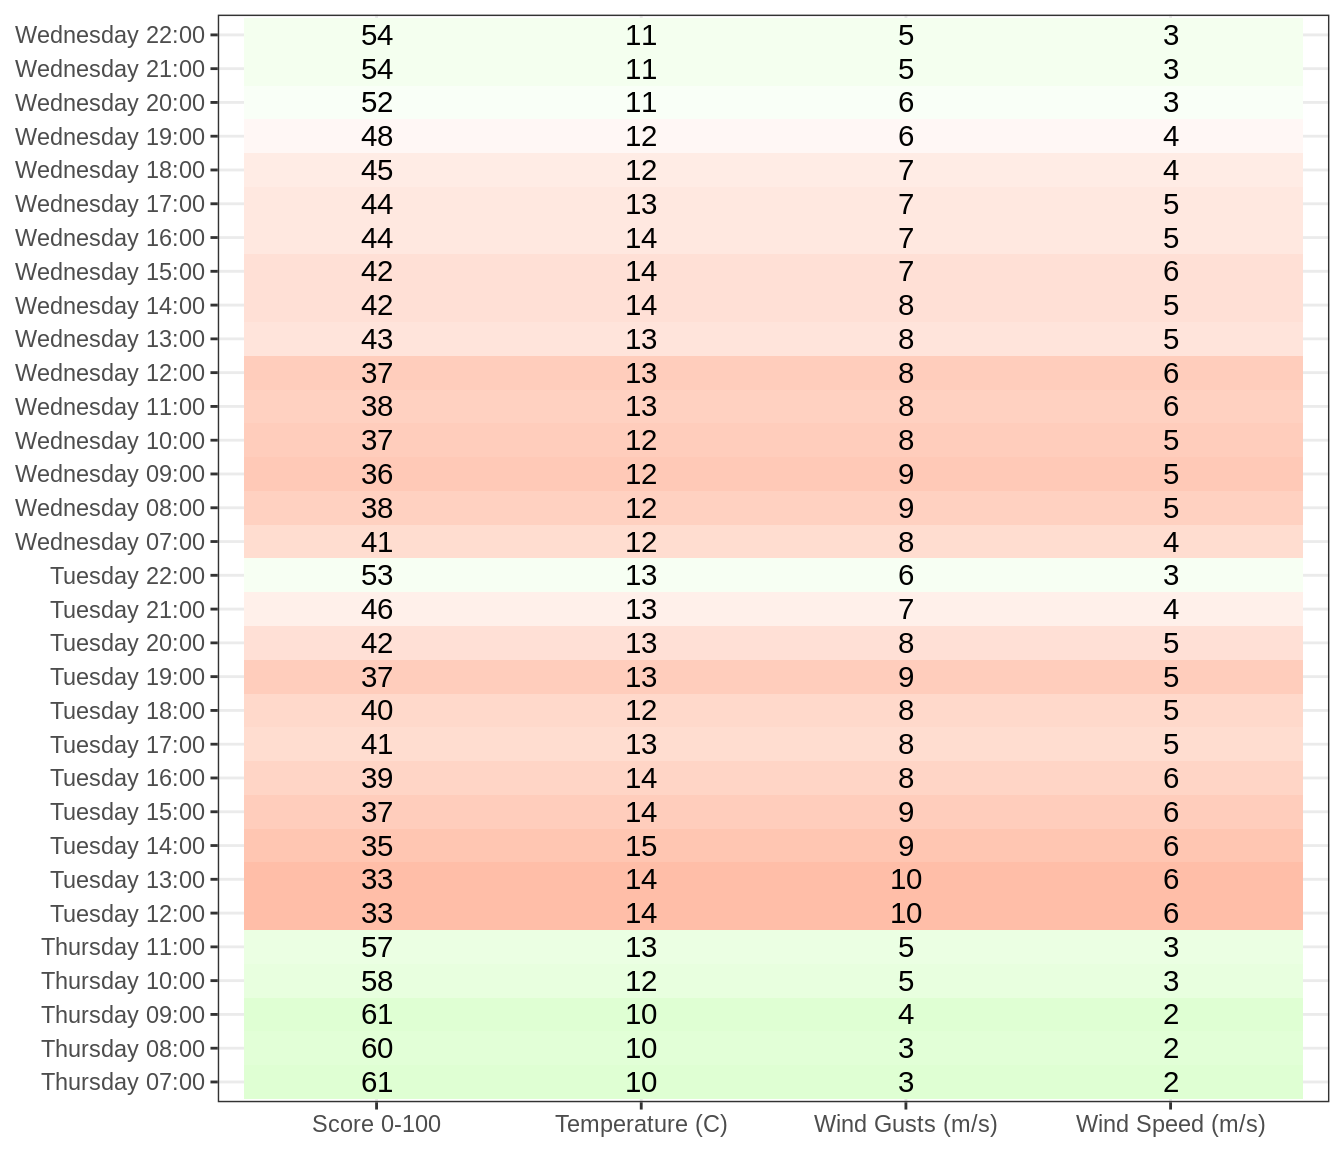 Wednesday 22:00 54 11 5 3
Wednesday 21:00 54 11 5 3
Wednesday 20:00 52 11 6 3
Wednesday 19:00 48 12 6 4
Wednesday 18:00 45 12 7 4
Wednesday 17:00 44 13 7 5
Wednesday 16:00 44 14 7 5
Wednesday 15:00 42 14 7 6
Wednesday 14:00 42 14 8 5
Wednesday 13:00 43 13 8 5
Wednesday 12:00 37 13 8 6
Wednesday 11:00 38 13 8 6
Wednesday 10:00 37 12 8 5
Wednesday 09:00 36 12 9 5
Wednesday 08:00 38 12 9 5
Wednesday 07:00 41 12 8 4
Tuesday 22:00 53 13 6 3
Tuesday 21:00 46 13 7 4
Tuesday 20:00 42 13 8 5
Tuesday 19:00 37 13 9 5
Tuesday 18:00 40 12 8 5
Tuesday 17:00 41 13 8 5
Tuesday 16:00 39 14 8 6
Tuesday 15:00 37 14 9 6
Tuesday 14:00 35 15 9 6
Tuesday 13:00 33 14 10 6
Tuesday 12:00 33 14 10 6
Thursday 11:00 57 13 5 3
Thursday 10:00 58 12 5 3
Thursday 09:00 61 10 4 2
Thursday 08:00 60 10 3 2
Thursday 07:00 61 10 3 2
Score 0-100 Temperature (C) Wind Gusts (m/s) Wind Speed (m/s)